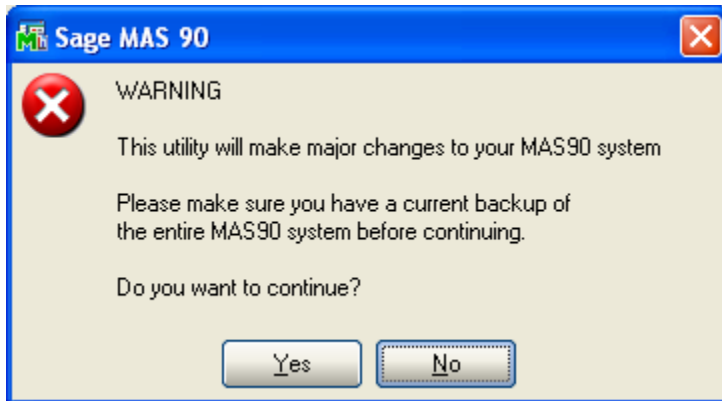 Sage MAS 90
WARNING
This utility will make major changes to your MAS90 system
Please make sure you have a current backup of
the entire MAS90 system before continuing.
Do you want to continue?
Yes
No